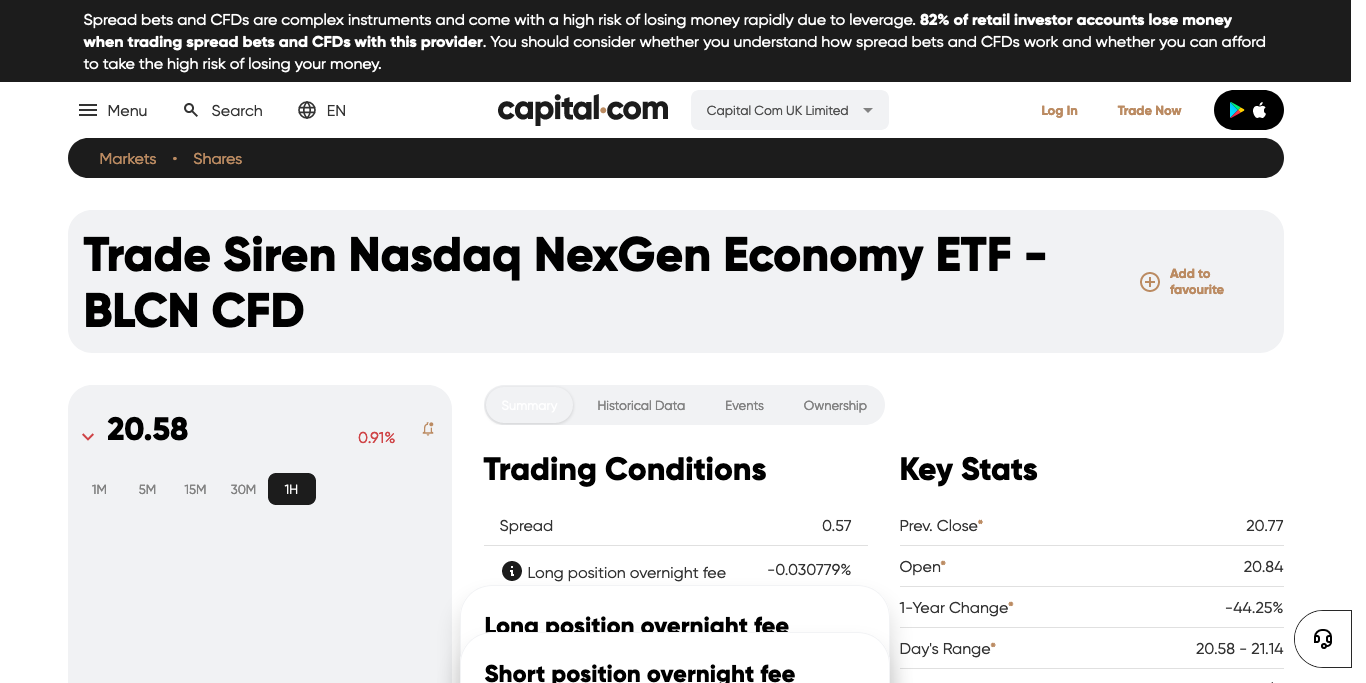 Spread bets and CFDs are complex instruments and come with a high risk of losing money rapidly due to leverage. 82% of retail investor accounts lose money
when trading spread bets and CFDs with this provider. You should consider whether you understand how spread bets and CFDs work and whether you can afford
to take the high risk of losing your money.
Menu Search EN capital.com Capital Com UK Limited Log In Trade Now
Markets • Shares
Trade Siren Nasdaq NexGen Economy ETF -
BLCN CFD
Add to
favourite
20.58 0.91%
1M 5M 15M 30M 1H
Summary Historical Data Events Ownership
Trading Conditions
Spread 0.57
Long position overnight fee -0.030779%
Long position overnight fee
Short position overnight fee
Key Stats
Prev. Close 20.77
Open 20.84
1-Year Change -44.25%
Day's Range 20.58 - 21.14